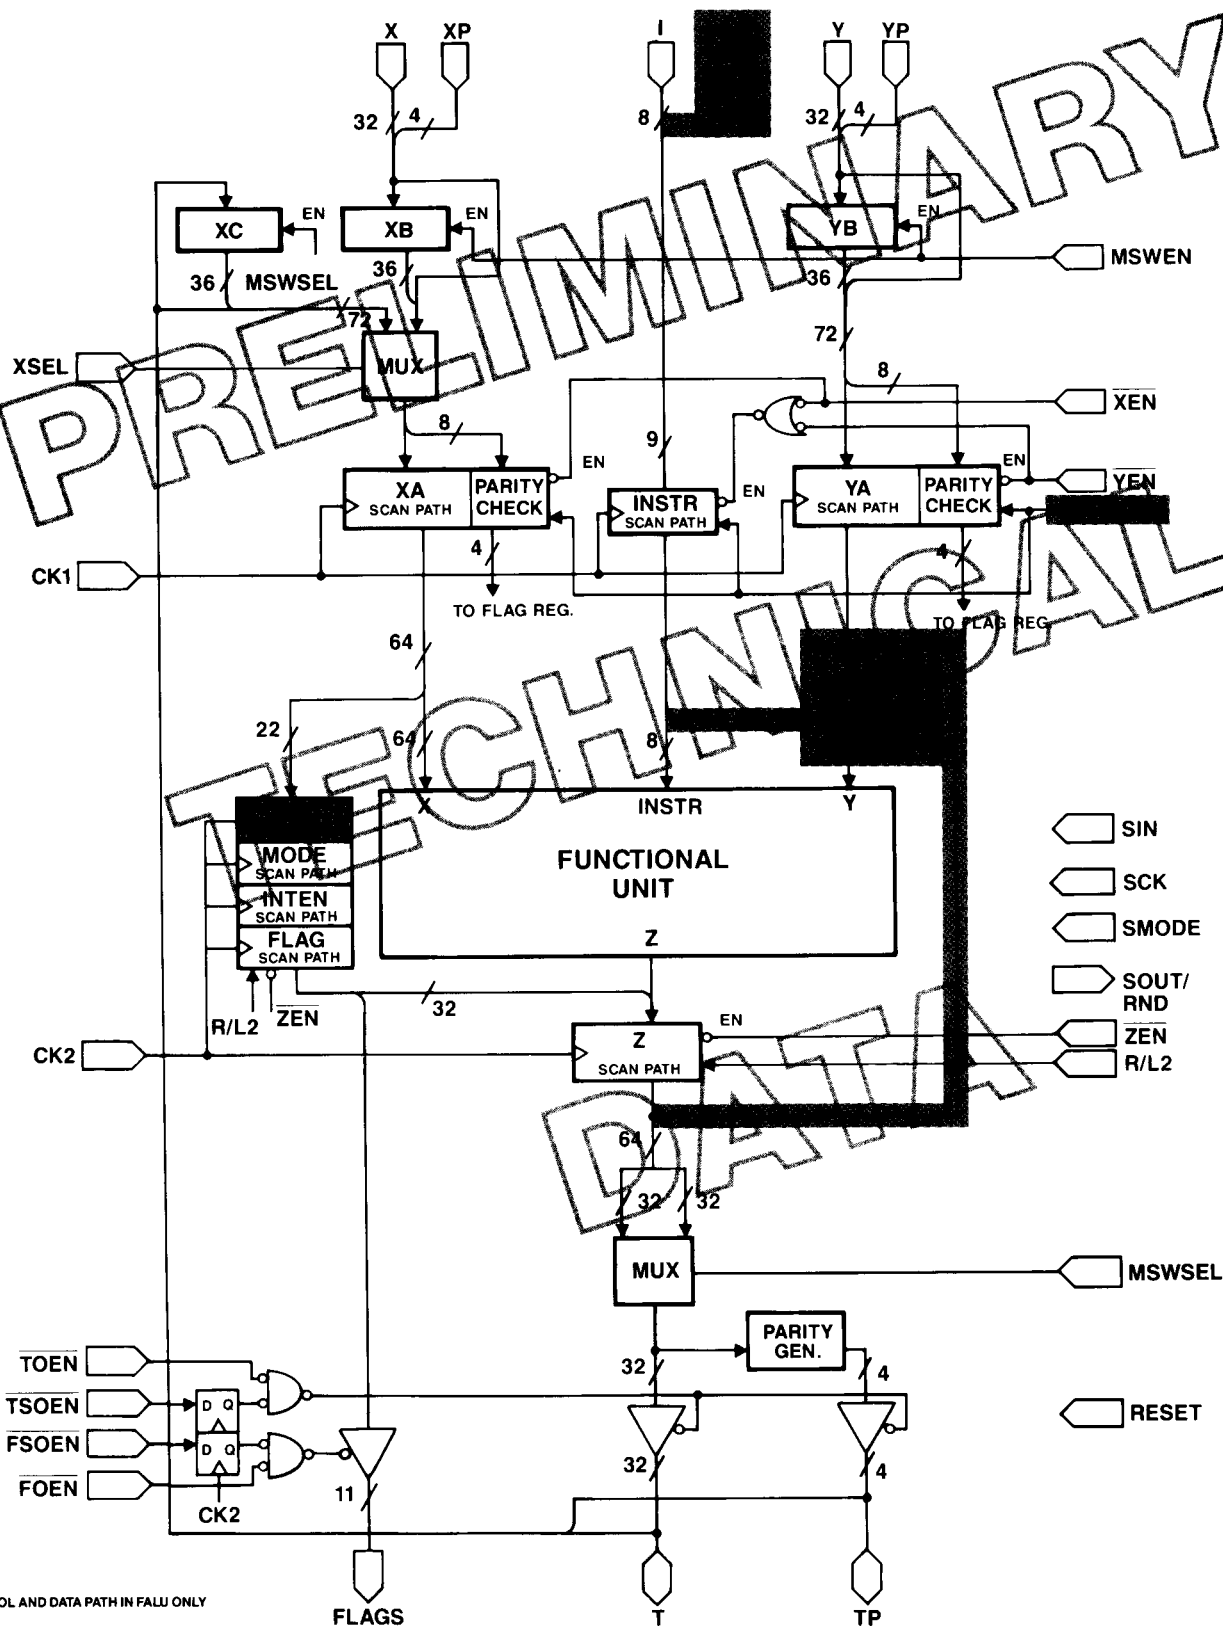 X XP I Y YP
32 4 8 32 4
PRELIMINARY
XC EN XB EN YB EN
MSWEN
36 MSWSEL 36 36
72
72
XSEL MUX
8
XEN
8 9
EN EN
XA SCAN PATH PARITY CHECK
INSTR SCAN PATH EN
YA SCAN PATH PARITY CHECK
YEN
4 4
CK1
TO FLAG REG.
TO FLAG REG.
TECHNICAL
64
22 64 8
X INSTR Y
FUNCTIONAL
UNIT
Z
MODE
SCAN PATH
INTEN
SCAN PATH
FLAG
SCAN PATH
SIN
SCK
SMODE
SOUT/
RND
R/L2 ZEN 32
CK2
Z
SCAN PATH
EN
ZEN
R/L2
DATA
64
32 32
MUX
MSWSEL
PARITY
GEN.
32 4
TOEN
TSOEN D Q
FSOEN D Q
FOEN
CK2
RESET
11 32 4
OL AND DATA PATH IN FALU ONLY
FLAGS T TP